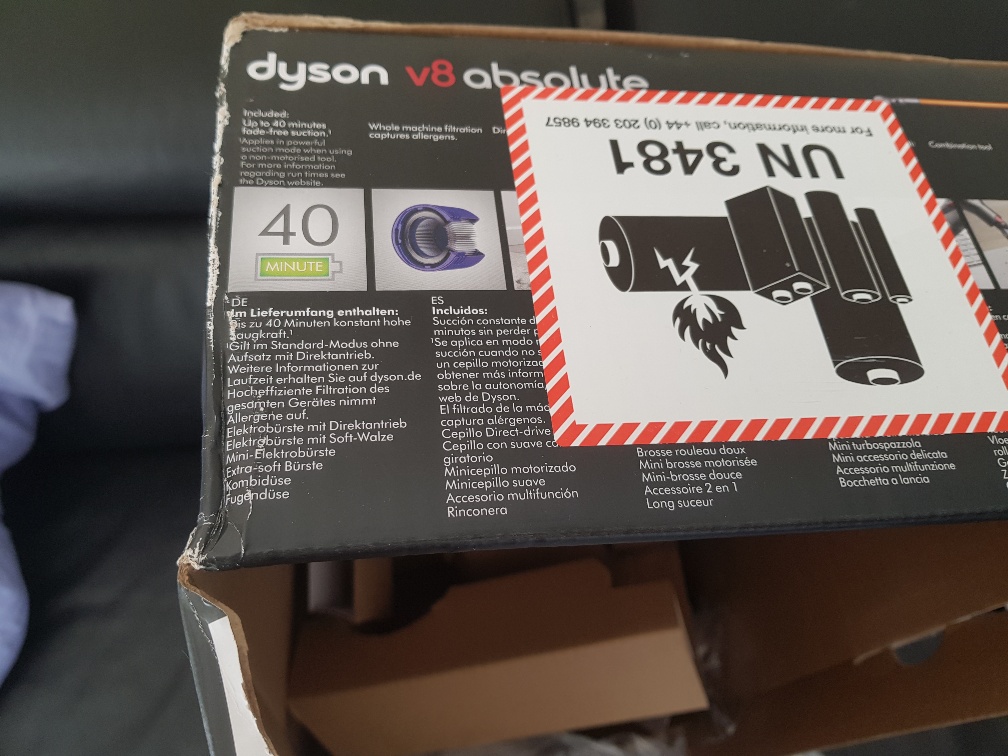 dyson v8 absolute
Included:
Up to 40 minutes
fade-free suction.¹
¹Applies in powerful
suction mode when using
a non-motorised tool.
For more information
regarding run times see
the Dyson website.
Whole machine filtration
captures allergens.
Combination tool
40
MINUTE
For more information, call +44 (0) 203 394 9857
UN 3481
DE
Im Lieferumfang enthalten:
Bis zu 40 Minuten konstant hohe
Saugkraft.¹
¹Gilt im Standard-Modus ohne
Aufsatz mit Direktantrieb.
Weitere Informationen zur
Laufzeit erhalten Sie auf dyson.de
Hocheffiziente Filtration des
gesamten Gerätes nimmt
Allergene auf.
Elektrobürste mit Direktantrieb
Elektrobürste mit Soft-Walze
Mini-Elektrobürste
Extra-soft Bürste
Kombidüse
Fugendüse
ES
Incluidos:
Succión constante d
minutos sin perder p
¹Se aplica en modo
succión cuando no s
un cepillo motorizad
obtener más inform
sobre la autonomía,
web de Dyson.
El filtrado de la máq
captura alérgenos.
Cepillo Direct-drive
Cepillo con suave co
giratorio
Minicepillo motorizado
Minicepillo suave
Accesorio multifunción
Rinconera
Brosse rouleau doux
Mini brosse motorisée
Mini-brosse douce
Accessoire 2 en 1
Long suceur
Mini turbospazzola
Mini accessorio delicata
Accessorio multifunzione
Bocchetta a lancia